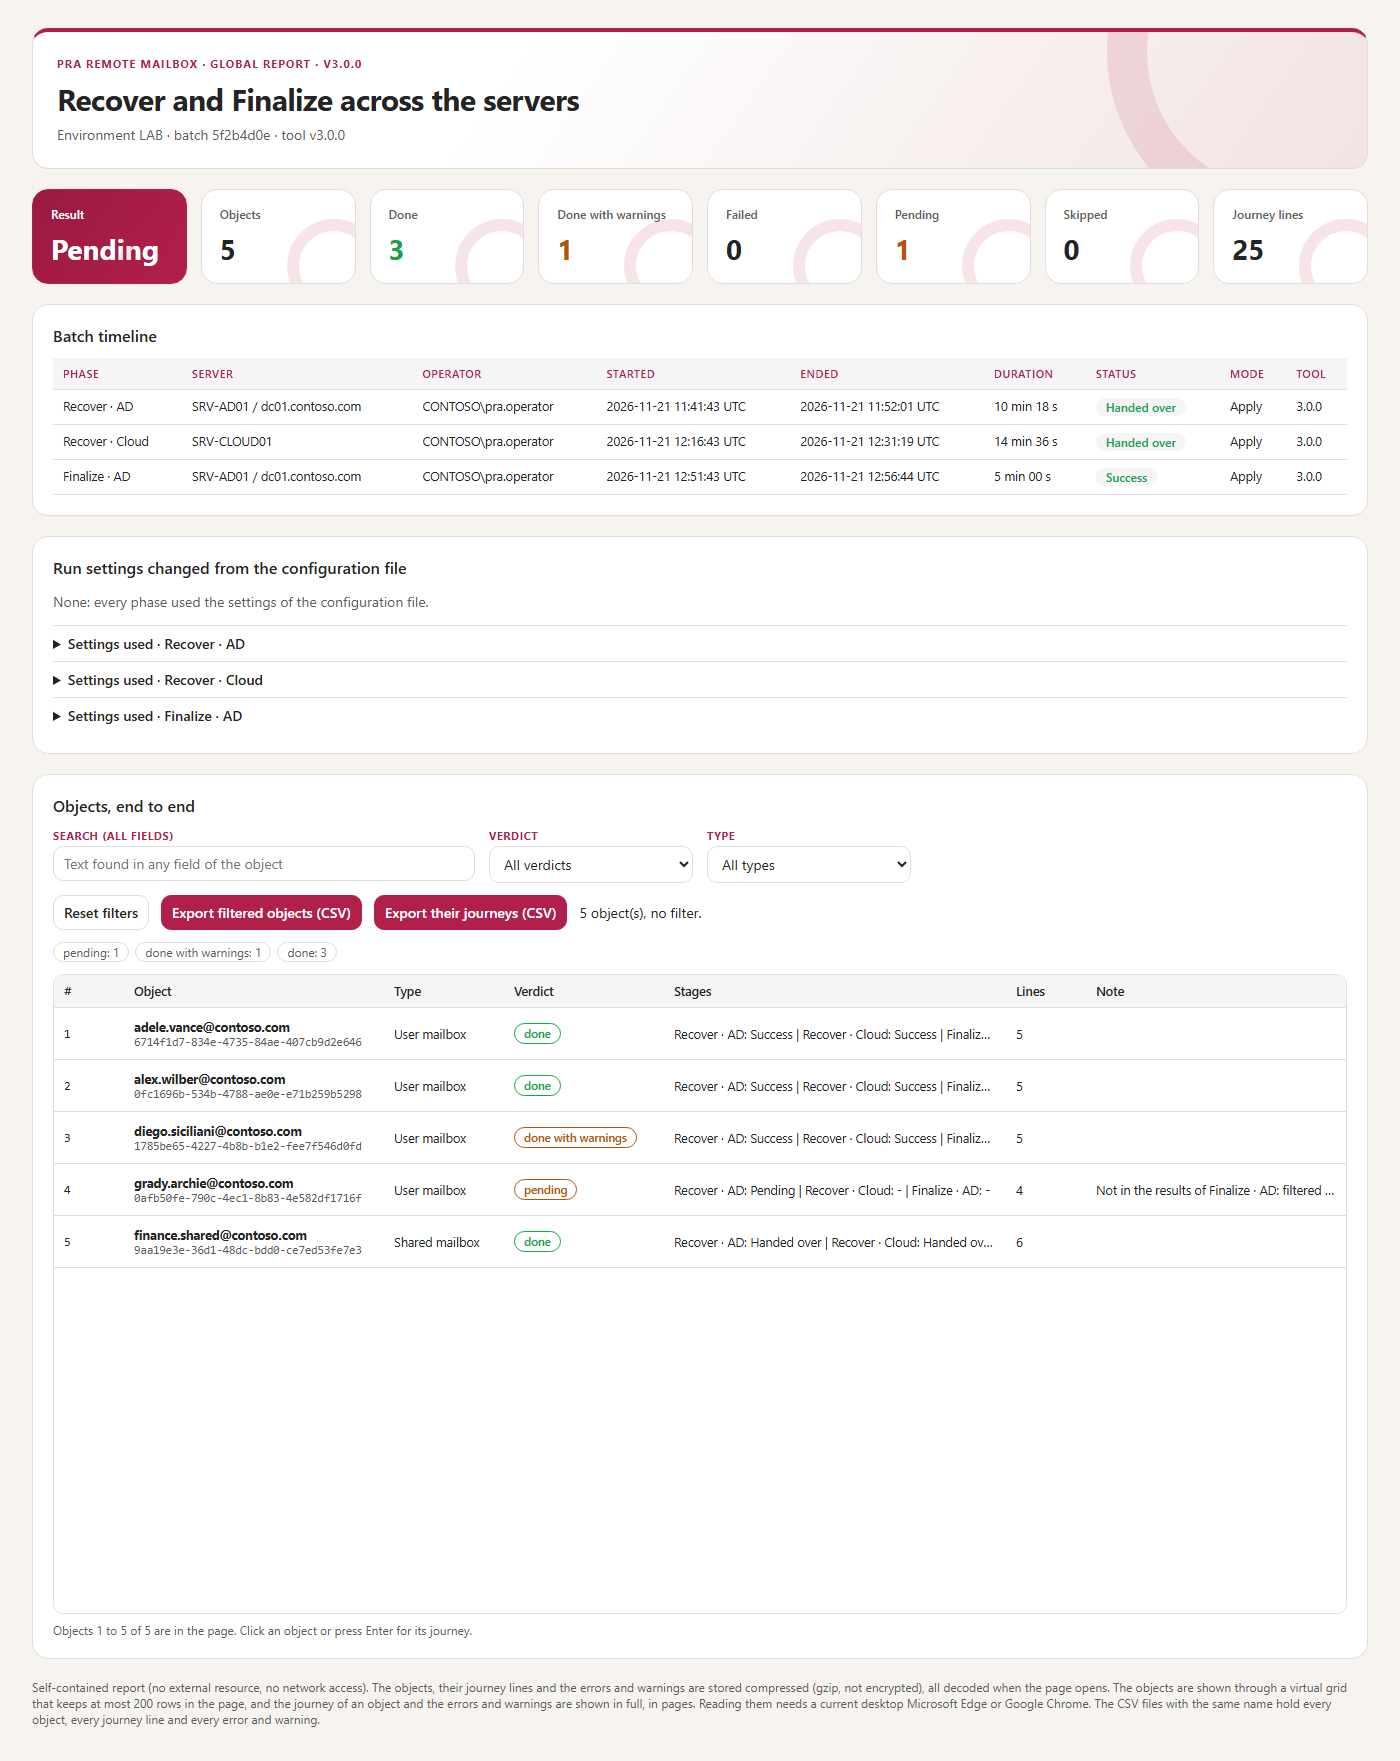 PRA REMOTE MAILBOX · GLOBAL REPORT · V3.0.0
Recover and Finalize across the servers
Environment LAB · batch 5f2b4d0e · tool v3.0.0
Result
Pending
Objects
5
Done
3
Done with warnings
1
Failed
0
Pending
1
Skipped
0
Journey lines
25
Batch timeline
PHASE SERVER OPERATOR STARTED ENDED DURATION STATUS MODE TOOL
Recover · AD SRV-AD01 / dc01.contoso.com CONTOSO\pra.operator 2026-11-21 11:41:43 UTC 2026-11-21 11:52:01 UTC 10 min 18 s Handed over Apply 3.0.0
Recover · Cloud SRV-CLOUD01 CONTOSO\pra.operator 2026-11-21 12:16:43 UTC 2026-11-21 12:31:19 UTC 14 min 36 s Handed over Apply 3.0.0
Finalize · AD SRV-AD01 / dc01.contoso.com CONTOSO\pra.operator 2026-11-21 12:51:43 UTC 2026-11-21 12:56:44 UTC 5 min 00 s Success Apply 3.0.0
Run settings changed from the configuration file
None: every phase used the settings of the configuration file.
Settings used · Recover · AD
Settings used · Recover · Cloud
Settings used · Finalize · AD
Objects, end to end
SEARCH (ALL FIELDS) VERDICT TYPE
Text found in any field of the object All verdicts All types
Reset filters Export filtered objects (CSV) Export their journeys (CSV) 5 object(s), no filter.
pending: 1 done with warnings: 1 done: 3
# Object Type Verdict Stages Lines Note
1 adele.vance@contoso.com User mailbox done Recover · AD: Success | Recover · Cloud: Success | Finaliz... 5
6714f1d7-834e-4735-84ae-407cb9d2e646
2 alex.wilber@contoso.com User mailbox done Recover · AD: Success | Recover · Cloud: Success | Finaliz... 5
0fc1696b-534b-4788-ae0e-e71b259b5298
3 diego.siciliani@contoso.com User mailbox done with warnings Recover · AD: Success | Recover · Cloud: Success | Finaliz... 5
1785be65-4227-4b8b-b1e2-fee7f546d0fd
4 grady.archie@contoso.com User mailbox pending Recover · AD: Pending | Recover · Cloud: - | Finalize · AD: - 4 Not in the results of Finalize · AD: filtered ...
0afb50fe-790c-4ec1-8b83-4e582df1716f
5 finance.shared@contoso.com Shared mailbox done Recover · AD: Handed over | Recover · Cloud: Handed ov... 6
9aa19e3e-36d1-48dc-bdd0-ce7ed53fe7e3
Objects 1 to 5 of 5 are in the page. Click an object or press Enter for its journey.
Self-contained report (no external resource, no network access). The objects, their journey lines and the errors and warnings are stored compressed (gzip, not encrypted), all decoded when the page opens. The objects are shown through a virtual grid
that keeps at most 200 rows in the page, and the journey of an object and the errors and warnings are shown in full, in pages. Reading them needs a current desktop Microsoft Edge or Google Chrome. The CSV files with the same name hold every
object, every journey line and every error and warning.